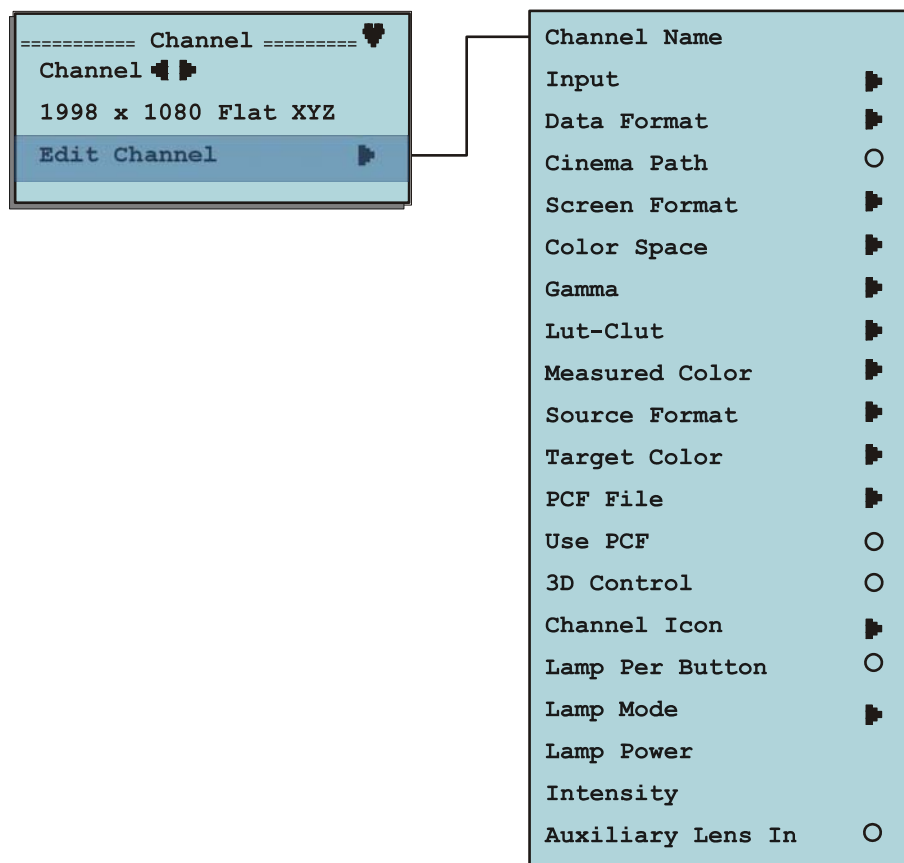 =========== Channel =========
Channel
1998 x 1080 Flat XYZ
Edit Channel
Channel Name
Input
Data Format
Cinema Path
Screen Format
Color Space
Gamma
Lut-Clut
Measured Color
Source Format
Target Color
PCF File
Use PCF
3D Control
Channel Icon
Lamp Per Button
Lamp Mode
Lamp Power
Intensity
Auxiliary Lens In